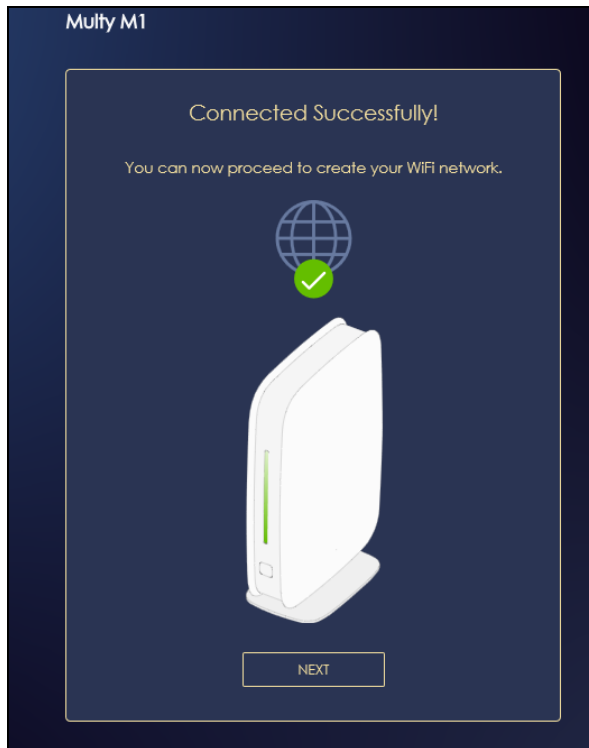 Multy M1
Connected Successfully!
You can now proceed to create your WiFi network.
NEXT